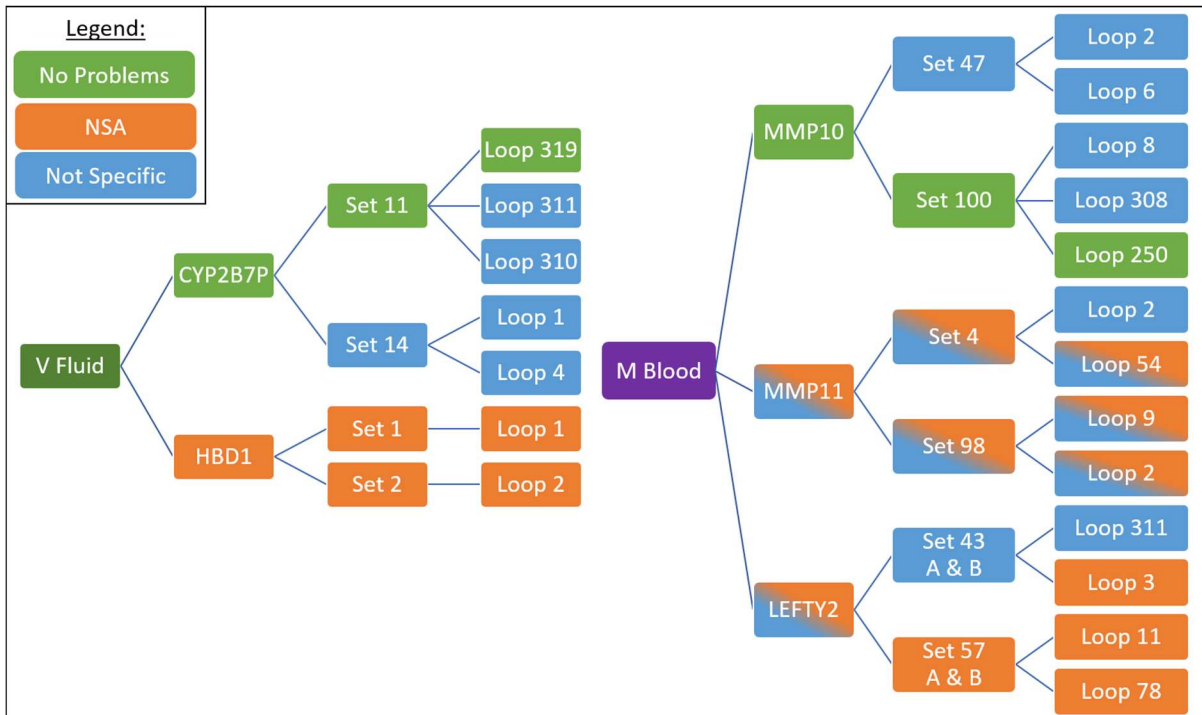 Legend:
No Problems
NSA
Not Specific
V Fluid
CYP2B7P
HBD1
Set 11
Set 14
Set 1
Set 2
Loop 319
Loop 311
Loop 310
Loop 1
Loop 4
Loop 1
Loop 2
M Blood
MMP10
MMP11
LEFTY2
Set 47
Set 100
Set 4
Set 98
Set 43
A & B
Set 57
A & B
Loop 2
Loop 6
Loop 8
Loop 308
Loop 250
Loop 2
Loop 54
Loop 9
Loop 2
Loop 311
Loop 3
Loop 11
Loop 78